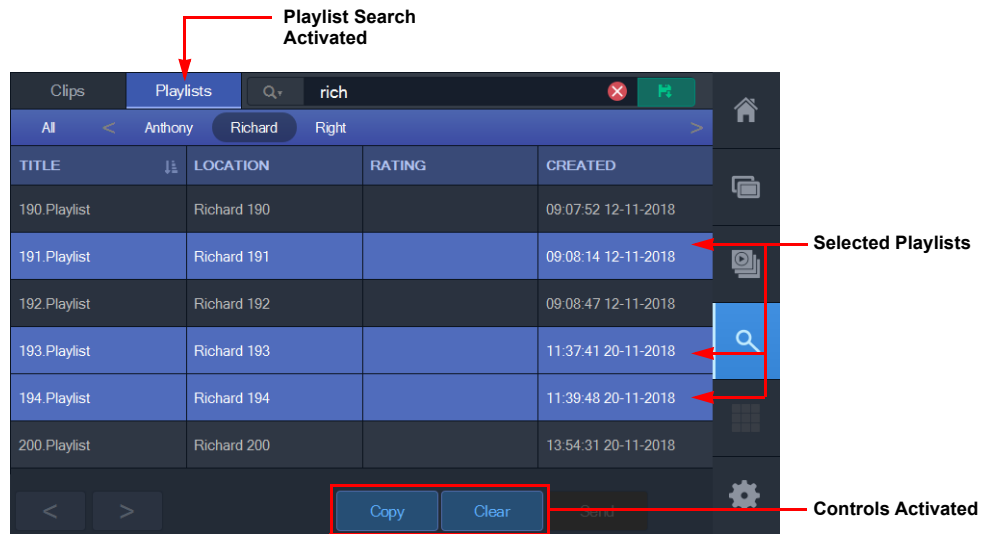 Playlist Search
Activated
Clips Playlists rich
All < Anthony Richard Right >
TITLE LOCATION RATING CREATED
190.Playlist Richard 190 09:07:52 12-11-2018
191.Playlist Richard 191 09:08:14 12-11-2018
Selected Playlists
192.Playlist Richard 192 09:08:47 12-11-2018
193.Playlist Richard 193 11:37:41 20-11-2018
194.Playlist Richard 194 11:39:48 20-11-2018
200.Playlist Richard 200 13:54:31 20-11-2018
< > Copy Clear Send
Controls Activated